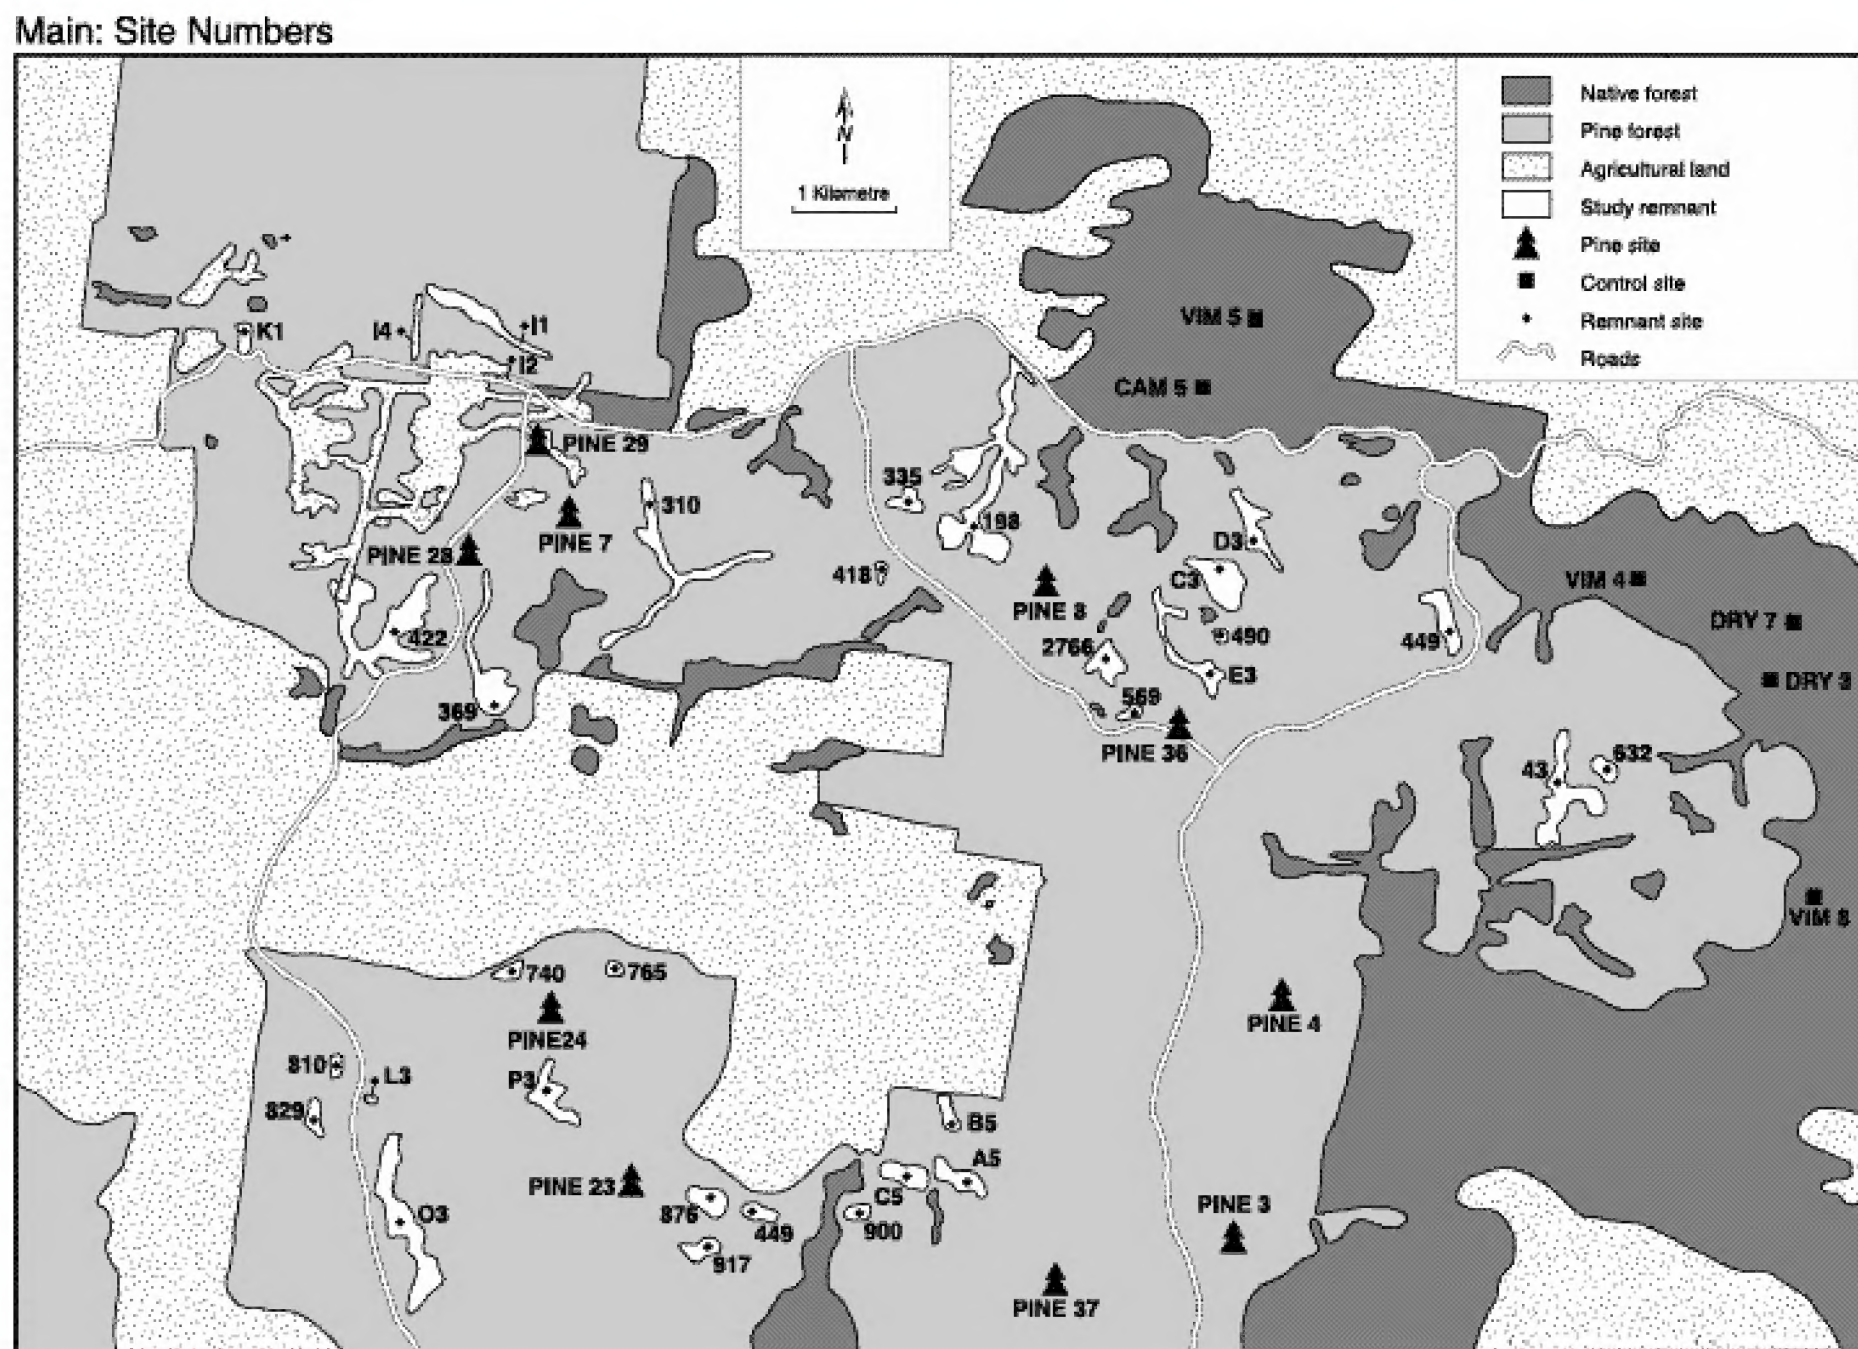 Main: Site Numbers
N
1 Kilometre
Native forest
Pine forest
Agricultural land
Study remnant
Pine site
Control site
Remnant site
Roads
K1
I4
I1
I2
VIM 5
CAM 5
PINE 29
PINE 7
PINE 28
310
335
198
418
PINE 8
D3
C3
490
2766
E3
569
PINE 36
449
422
369
VIM 4
DRY 7
DRY 3
43
632
VIM 8
740
765
PINE24
PINE 4
810
L3
829
P3
B5
A5
C5
PINE 23
876
449
900
917
O3
PINE 3
PINE 37